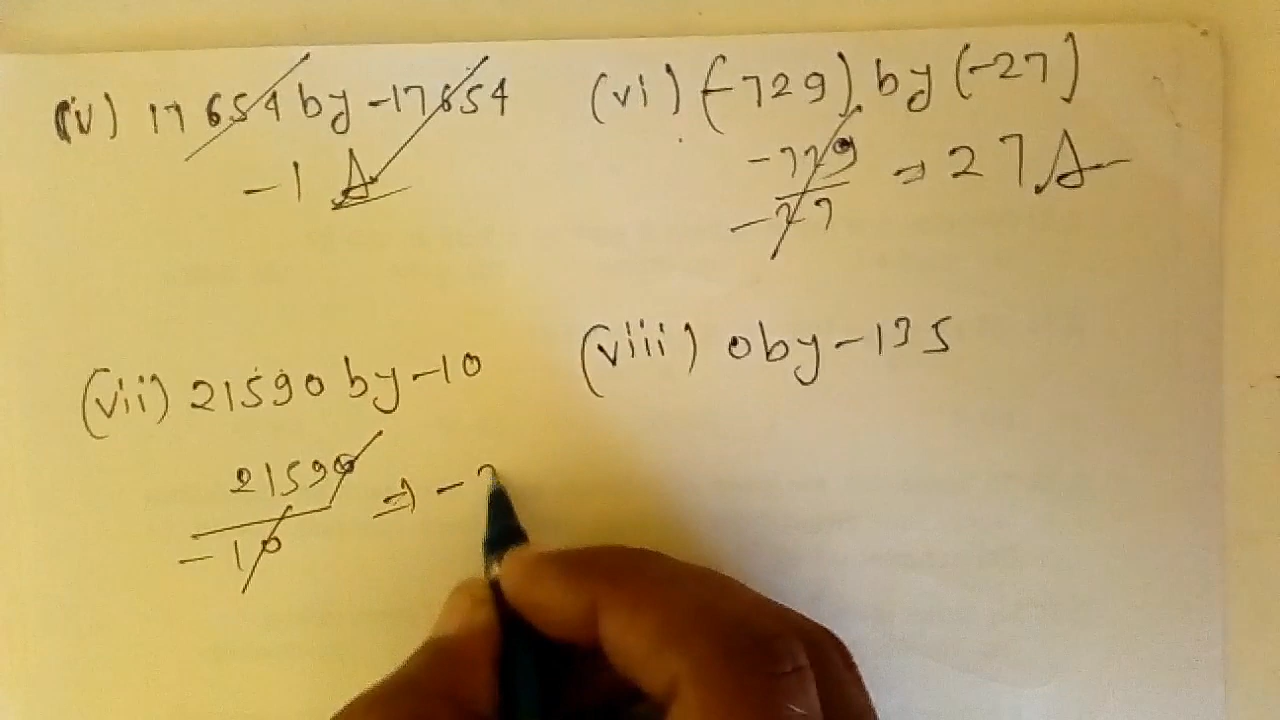 (v) 17654 by -17654
-1 A
(vi) (-729) by (-27)
-729
-27
⇒ 27 A
(vii) 21590 by -10
21590
-10
⇒ -2
(viii) 0 by -135